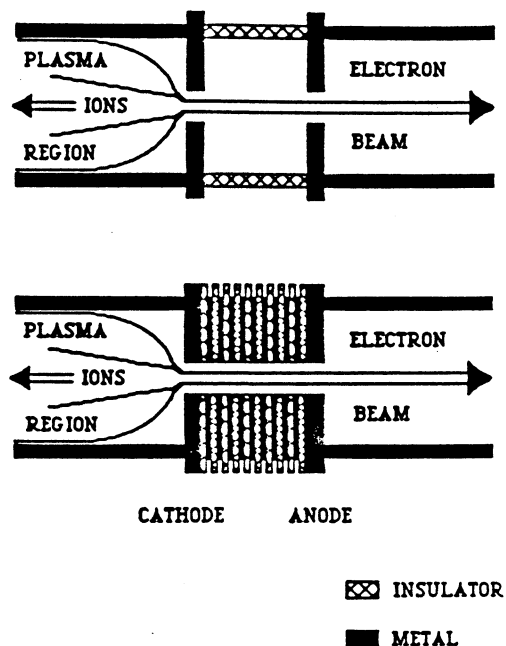 PLASMA
ELECTRON
IONS
REGION
BEAM
PLASMA
ELECTRON
IONS
REGION
BEAM
CATHODE ANODE
INSULATOR
METAL